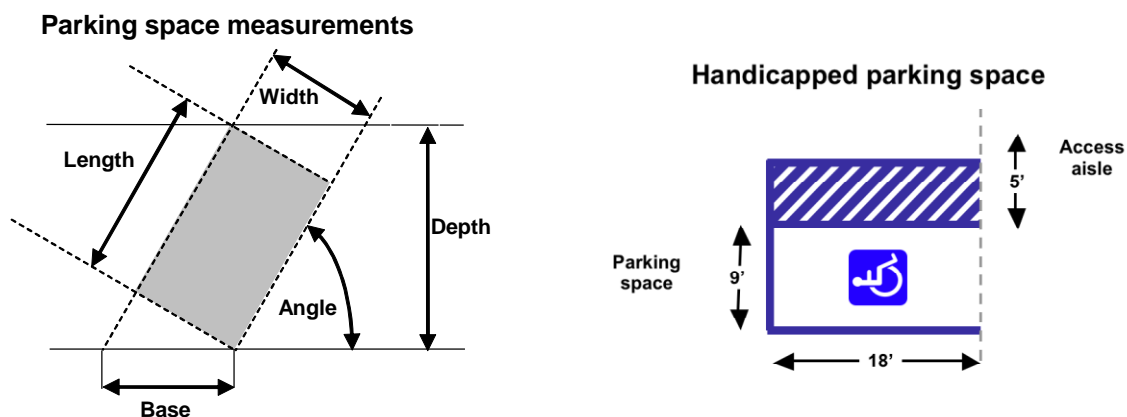 Parking space measurements
Width
Length
Depth
Angle
Base
Handicapped parking space
Access
aisle
5’
Parking
space
9’
18’